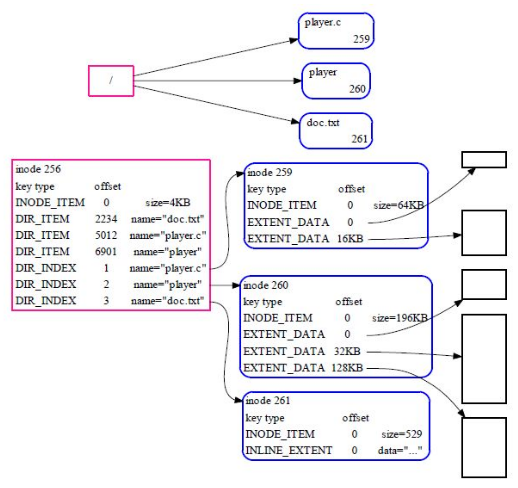 player.c
259
/
player
260
doc.txt
261
inode 256
key type offset
INODE_ITEM 0 size=4KB
DIR_ITEM 2234 name="doc.txt"
DIR_ITEM 5012 name="player.c"
DIR_ITEM 6901 name="player"
DIR_INDEX 1 name="player.c"
DIR_INDEX 2 name="player"
DIR_INDEX 3 name="doc.txt"
inode 259
key type offset
INODE_ITEM 0 size=64KB
EXTENT_DATA 0
EXTENT_DATA 16KB
inode 260
key type offset
INODE_ITEM 0 size=196KB
EXTENT_DATA 0
EXTENT_DATA 32KB
EXTENT_DATA 128KB
inode 261
key type offset
INODE_ITEM 0 size=529
INLINE_EXTENT 0 data="..."